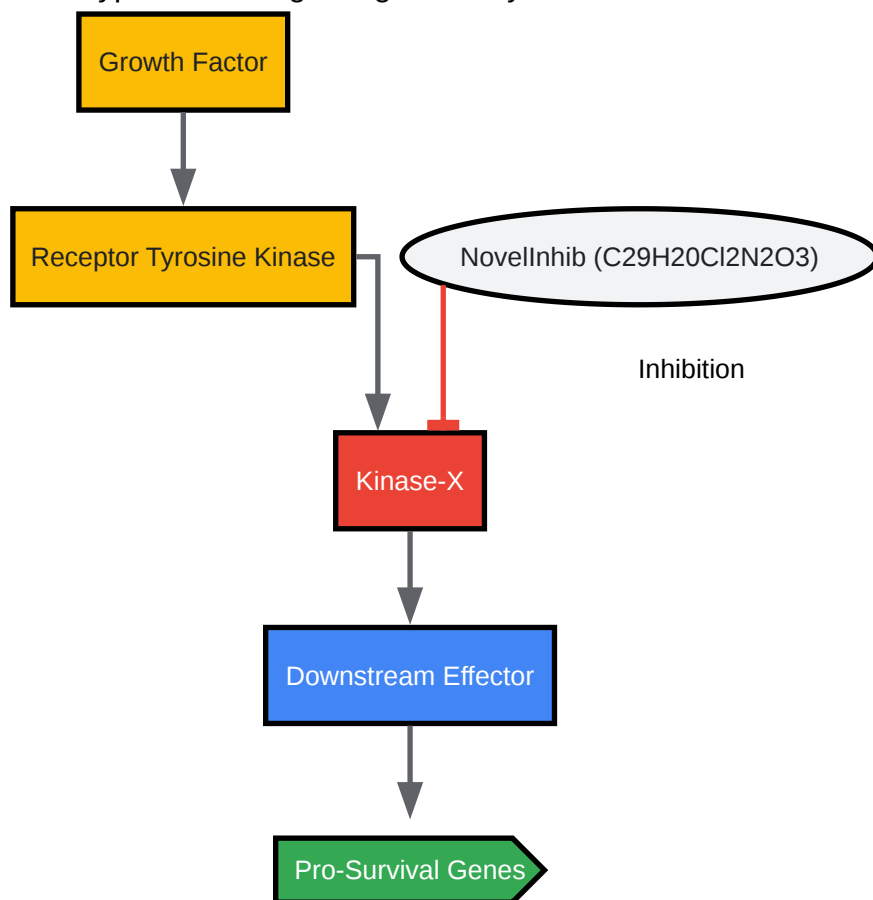 Growth Factor
Receptor Tyrosine Kinase
NovelInhib (C29H20Cl2N2O3)
Inhibition
Kinase-X
Downstream Effector
Pro-Survival Genes